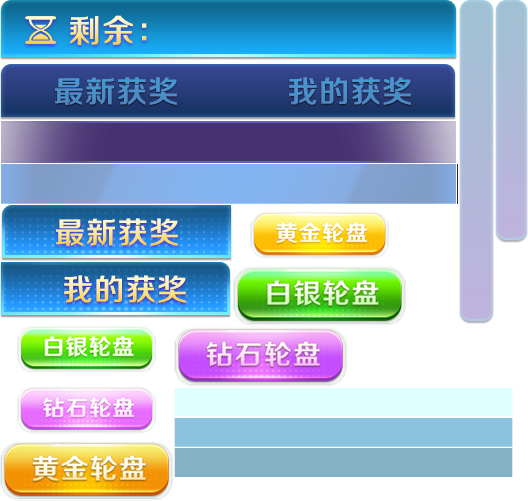 剩余：
最新获奖 我的获奖
最新获奖
黄金轮盘
我的获奖
白银轮盘
白银轮盘
钻石轮盘
钻石轮盘
黄金轮盘